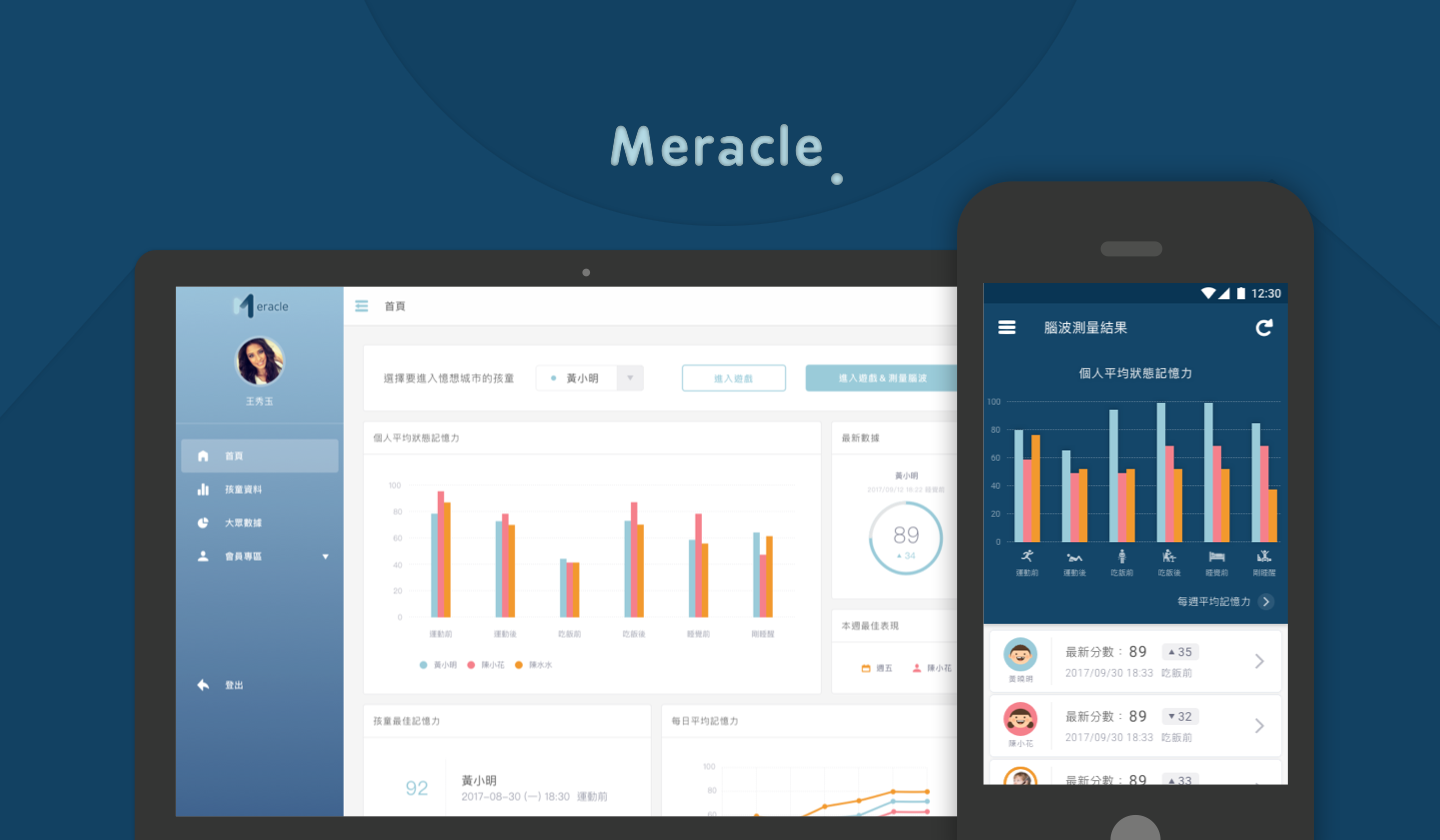 Meracle
eracle
王秀玉
首頁
孩童資料
大眾數據
會員專區
登出
首頁
選擇要進入憶想城市的孩童
黃小明
進入遊戲
進入遊戲 & 測量腦波
個人平均狀態記憶力
100
80
60
40
20
0
運動前 運動後 吃飯前 吃飯後 睡覺前 剛睡醒
黃小明 陳小花 陳水水
最新數據
黃小明
2017/09/12 18:33 睡覺前
89
34
本週最佳表現
週五 陳小花
孩童最佳記憶力
92
黃小明
2017-08-30 (一) 18:30 運動前
每日平均記憶力
100
80
60
12:30
腦波測量結果
個人平均狀態記憶力
100
80
60
40
20
0
運動前 運動後 吃飯前 吃飯後 睡覺前 剛睡醒
每週平均記憶力
最新分數：89 ▲35
2017/09/30 18:33 吃飯前
最新分數：89 ▼32
2017/09/30 18:33 吃飯前
陳小花
最新分數：89 ▲33